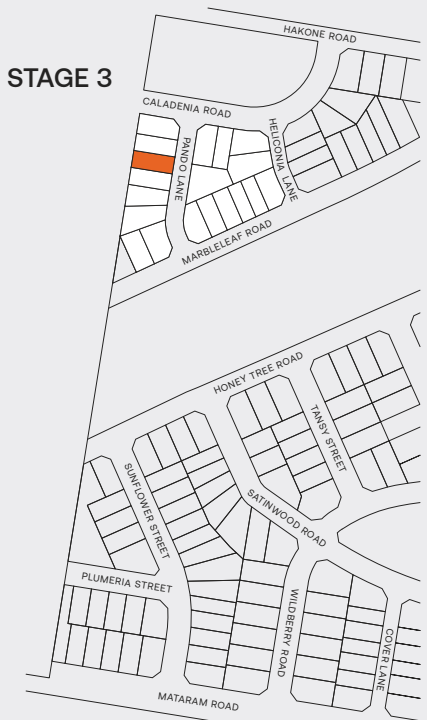 HAKONE ROAD
STAGE 3
CALADENIA ROAD
PANDO LANE
HELICONIA LANE
MARBLELEAF ROAD
HONEY TREE ROAD
TANSY STREET
SUNFLOWER STREET
SATINWOOD ROAD
PLUMERIA STREET
WILDBERRY ROAD
COVER LANE
MATARAM ROAD